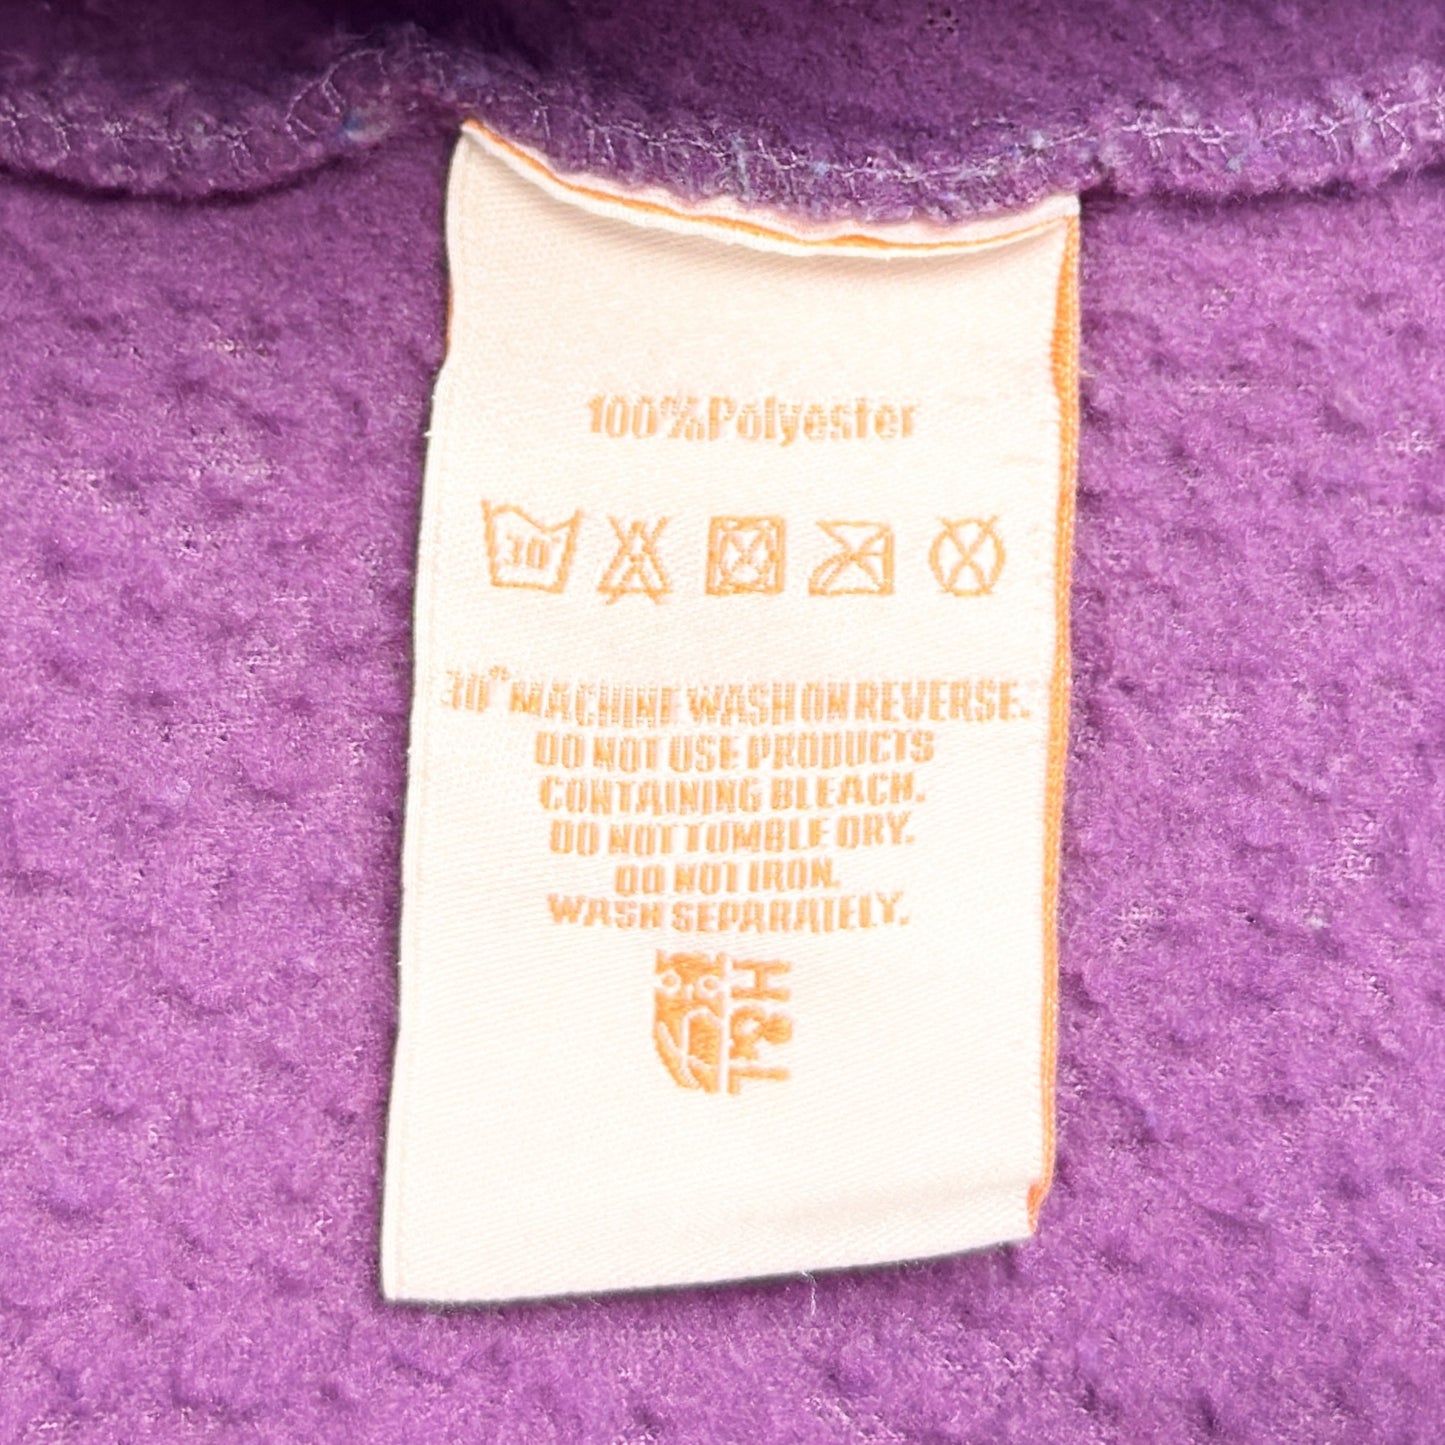 100%Polyester
30
30° MACHINE WASH ON REVERSE.
DO NOT USE PRODUCTS
CONTAINING BLEACH.
DO NOT TUMBLE DRY.
DO NOT IRON.
WASH SEPARATELY.
T&H